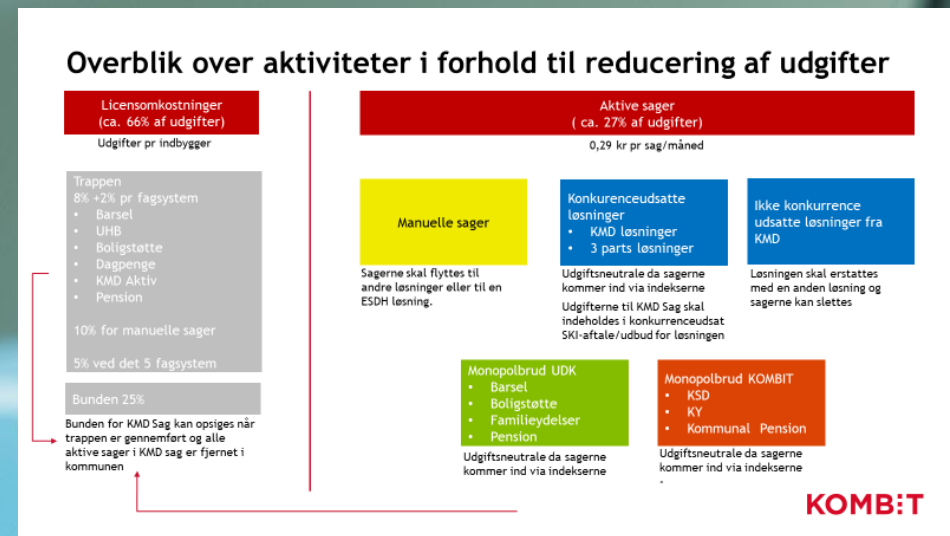 Overblik over aktiviteter i forhold til reducering af udgifter
Licensomkostninger
(ca. 66% af udgifter)
Udgifter pr indbygger
Trappen
8% +2% pr fagsystem
• Barsel
• UHB
• Boligstøtte
• Dagpenge
• KMD Aktiv
• Pension
10% for manuelle sager
5% ved det 5 fagsystem
Bunden 25%
Bunden for KMD Sag kan opsiges når
trappen er gennemført og alle
aktive sager i KMD sag er fjernet i
kommunen
Aktive sager
( ca. 27% af udgifter)
0,29 kr pr sag/måned
Manuelle sager
Sagerne skal flyttes til
andre løsninger eller til en
ESDH løsning.
Konkurenceudsatte
løsninger
• KMD løsninger
• 3 parts løsninger
Udgiftsneutrale da sagerne
kommer ind via indekserne
Udgifterne til KMD Sag skal
indeholdes i konkurrenceudsat
SKI-aftale/udbud for løsningen
Ikke konkurrence
udsatte løsninger fra
KMD
Løsningen skal erstattes
med en anden løsning og
sagerne kan slettes
Monopolbrud UDK
• Barsel
• Boligstøtte
• Familieydelser
• Pension
Udgiftsneutrale da sagerne
kommer ind via indekserne
Monopolbrud KOMBIT
• KSD
• KY
• Kommunal Pension
Udgiftsneutrale da sagerne
kommer ind via indekserne
.
KOMB:T